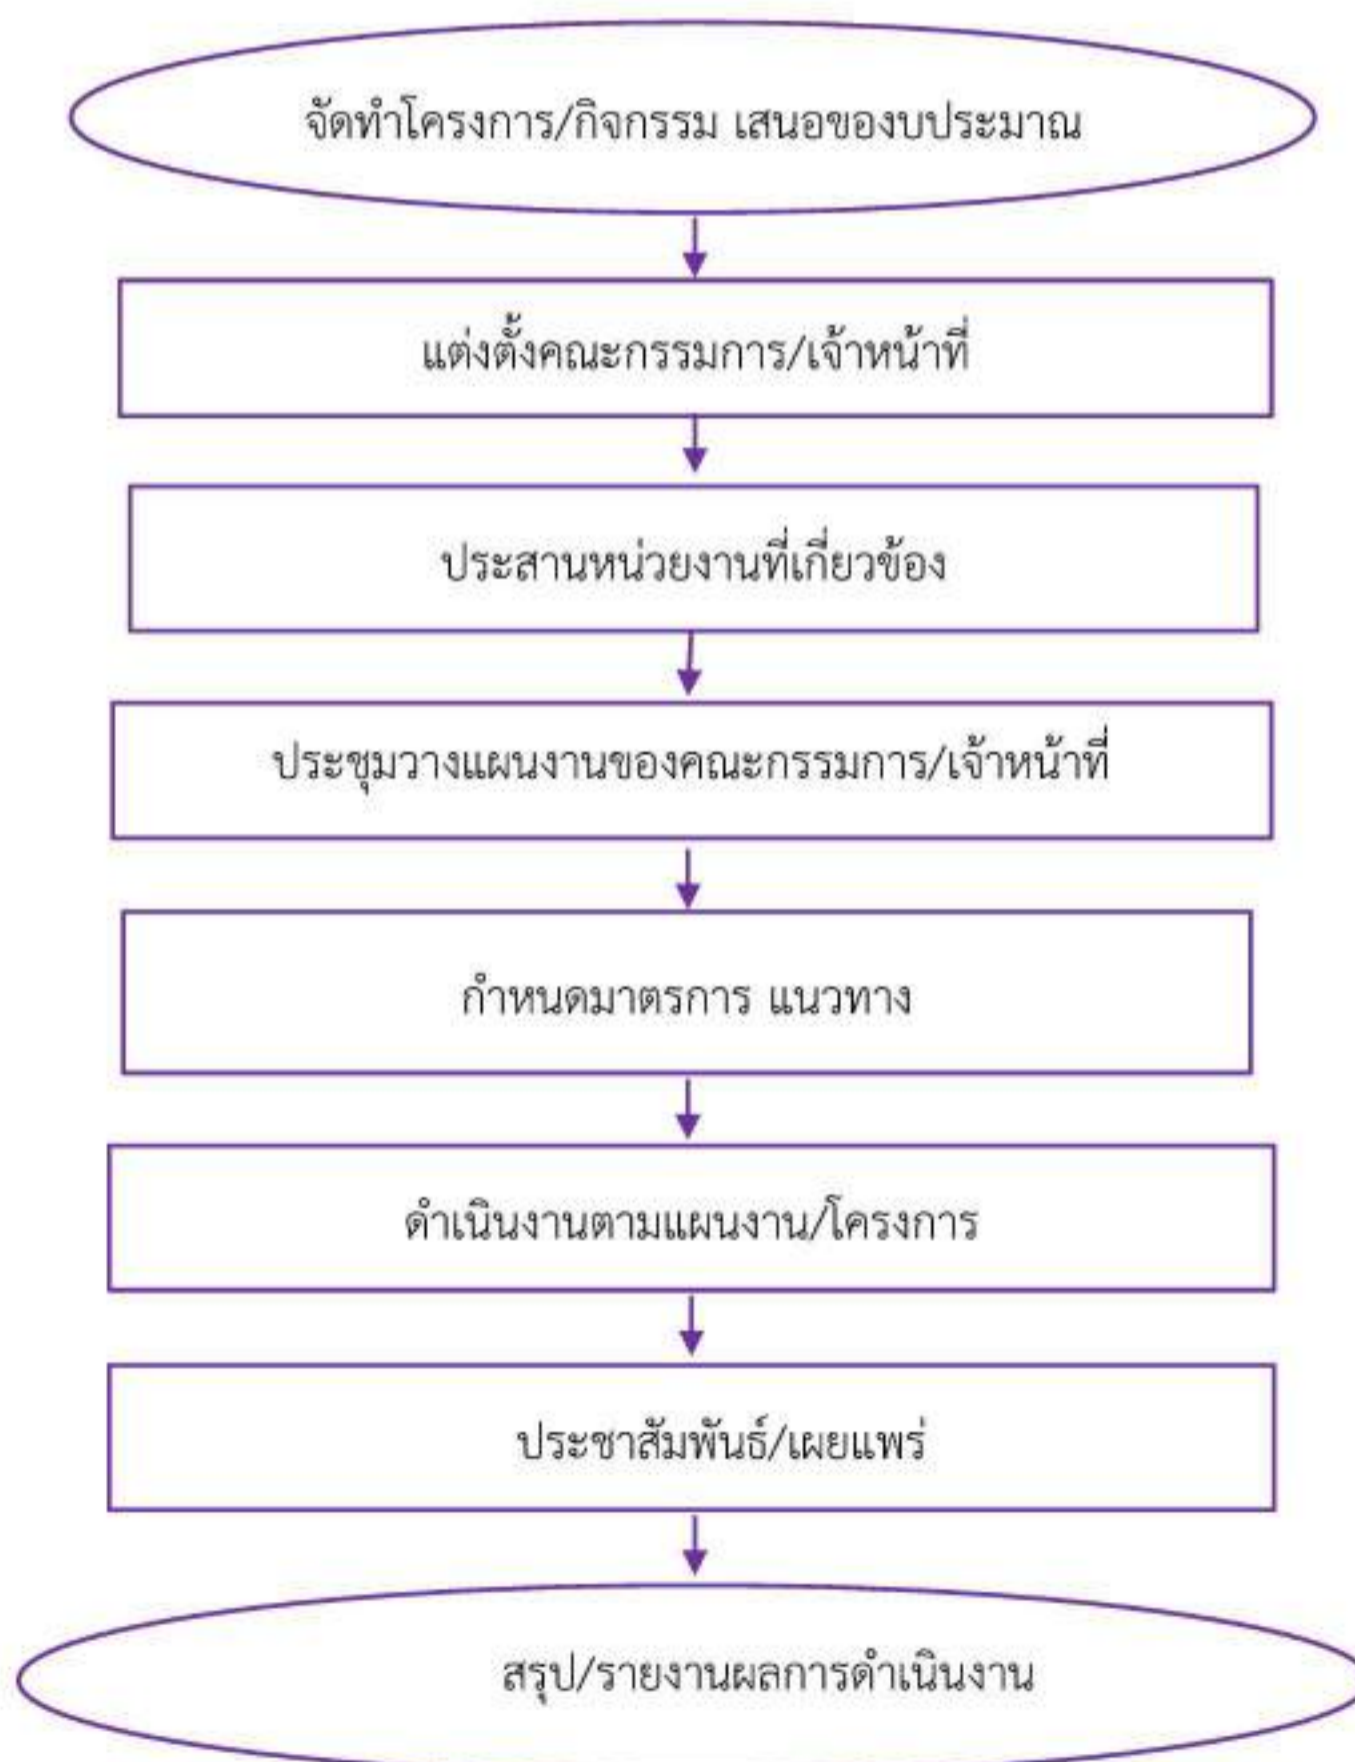 จัดทำโครงการ/กิจกรรม เสนอของบประมาณ
แต่งตั้งคณะกรรมการ/เจ้าหน้าที่
ประสานหน่วยงานที่เกี่ยวข้อง
ประชุมวางแผนงานของคณะกรรมการ/เจ้าหน้าที่
กำหนดมาตรการ แนวทาง
ดำเนินงานตามแผนงาน/โครงการ
ประชาสัมพันธ์/เผยแพร่
สรุป/รายงานผลการดำเนินงาน